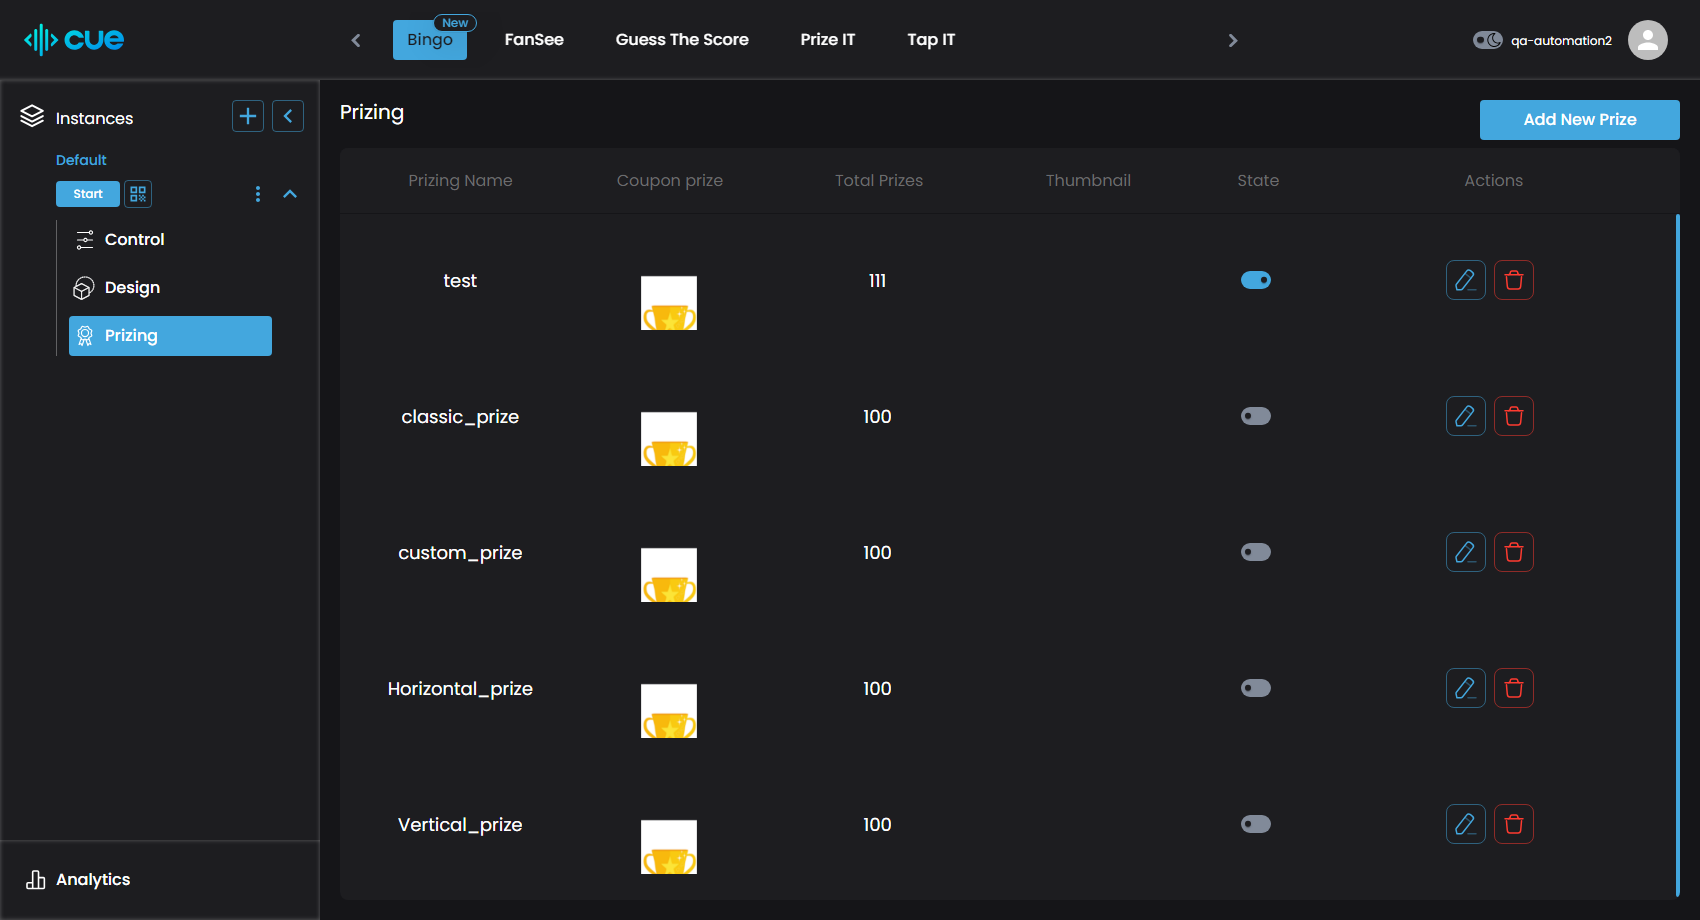 cue
Bingo
New
FanSee
Guess The Score
Prize IT
Tap IT
qa-automation2
Instances
Default
Start
Control
Design
Prizing
Analytics
Prizing
Add New Prize
Prizing Name Coupon prize Total Prizes Thumbnail State Actions
test 111
classic_prize 100
custom_prize 100
Horizontal_prize 100
Vertical_prize 100